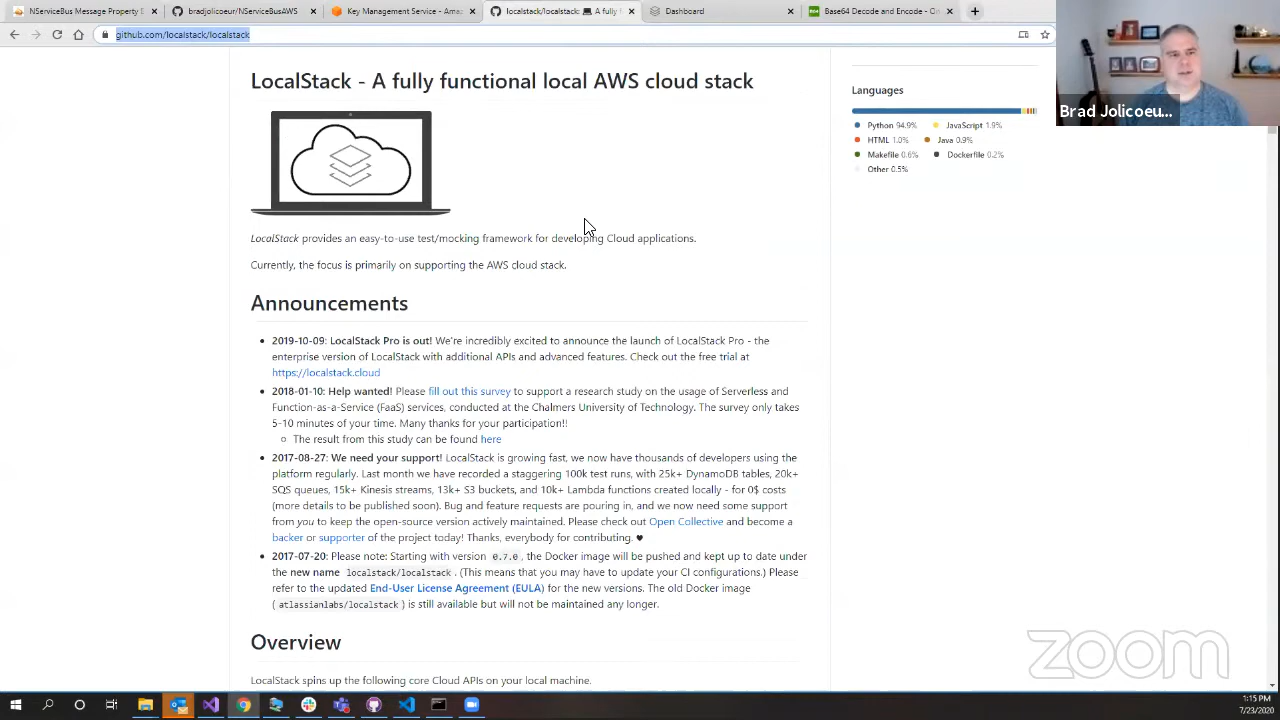 NServiceBus Message Property E
bradjolicoeur/NServiceBusAWS
Key Management Service - Amaz
localstack/localstack: 💻 A fully f
Dashboard
Base64 Decode and Encode - On
github.com/localstack/localstack
LocalStack - A fully functional local AWS cloud stack
LocalStack provides an easy-to-use test/mocking framework for developing Cloud applications.
Currently, the focus is primarily on supporting the AWS cloud stack.
Announcements
2019-10-09: LocalStack Pro is out! We're incredibly excited to announce the launch of LocalStack Pro - the
enterprise version of LocalStack with additional APIs and advanced features. Check out the free trial at
https://localstack.cloud
2018-01-10: Help wanted! Please fill out this survey to support a research study on the usage of Serverless and
Function-as-a-Service (FaaS) services, conducted at the Chalmers University of Technology. The survey only takes
5-10 minutes of your time. Many thanks for your participation!!
The result from this study can be found here
2017-08-27: We need your support! LocalStack is growing fast, we now have thousands of developers using the
platform regularly. Last month we have recorded a staggering 100k test runs, with 25k+ DynamoDB tables, 20k+
SQS queues, 15k+ Kinesis streams, 13k+ S3 buckets, and 10k+ Lambda functions created locally - for 0$ costs
(more details to be published soon). Bug and feature requests are pouring in, and we now need some support
from you to keep the open-source version actively maintained. Please check out Open Collective and become a
backer or supporter of the project today! Thanks, everybody for contributing. ♥
2017-07-20: Please note: Starting with version 0.7.0, the Docker image will be pushed and kept up to date under
the new name localstack/localstack. (This means that you may have to update your CI configurations.) Please
refer to the updated End-User License Agreement (EULA) for the new versions. The old Docker image
(atlassianlabs/localstack) is still available but will not be maintained any longer.
Overview
LocalStack spins up the following core Cloud APIs on your local machine.
Languages
Python 94.9% JavaScript 1.9%
HTML 1.0% Java 0.9%
Makefile 0.6% Dockerfile 0.2%
Other 0.5%
Brad Jolicoeu...
zoom
1:15 PM
7/23/2020